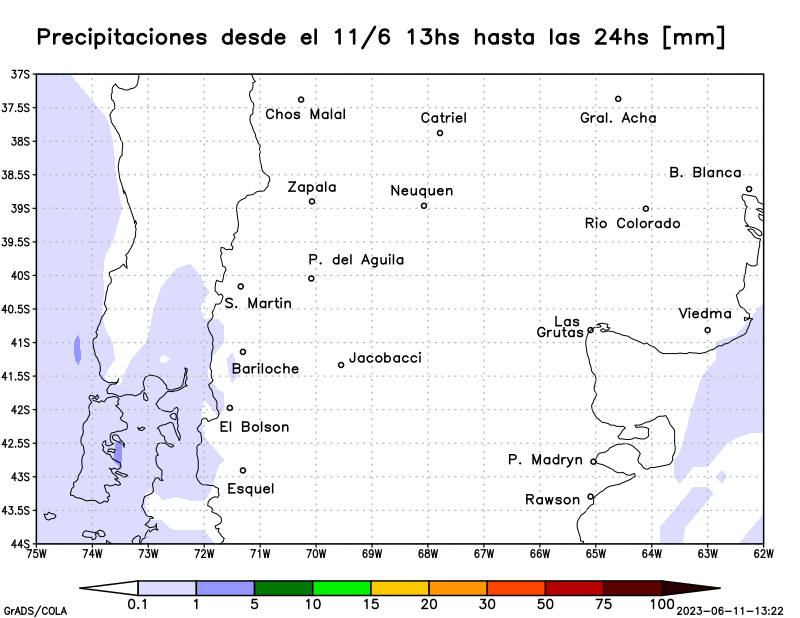 Precipitaciones desde el 11/6 13hs hasta las 24hs [mm]
37S
37.5S
38S
38.5S
39S
39.5S
40S
40.5S
41S
41.5S
42S
42.5S
43S
43.5S
44S
Chos Malal
Catriel
Gral. Acha
B. Blanca
Zapala
Neuquen
Rio Colorado
P. del Aguila
S. Martin
Las
Grutas
Viedma
Bariloche
Jacobacci
El Bolson
P. Madryn
Esquel
Rawson
75W 74W 73W 72W 71W 70W 69W 68W 67W 66W 65W 64W 63W 62W
0.1 1 5 10 15 20 30 50 75 100
GrADS/COLA
2023-06-11-13:22